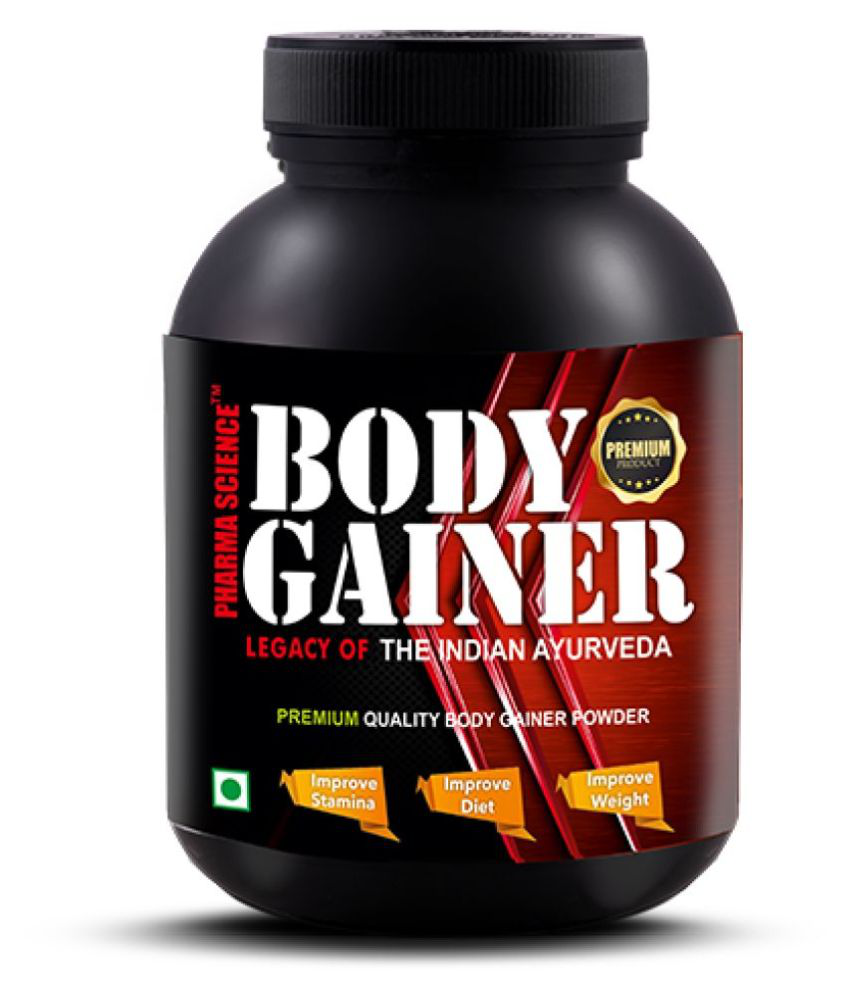 PHARMA SCIENCE™
BODY
GAINER
PREMIUM
PRODUCT
LEGACY OF THE INDIAN AYURVEDA
PREMIUM QUALITY BODY GAINER POWDER
Improve
Stamina
Improve
Diet
Improve
Weight